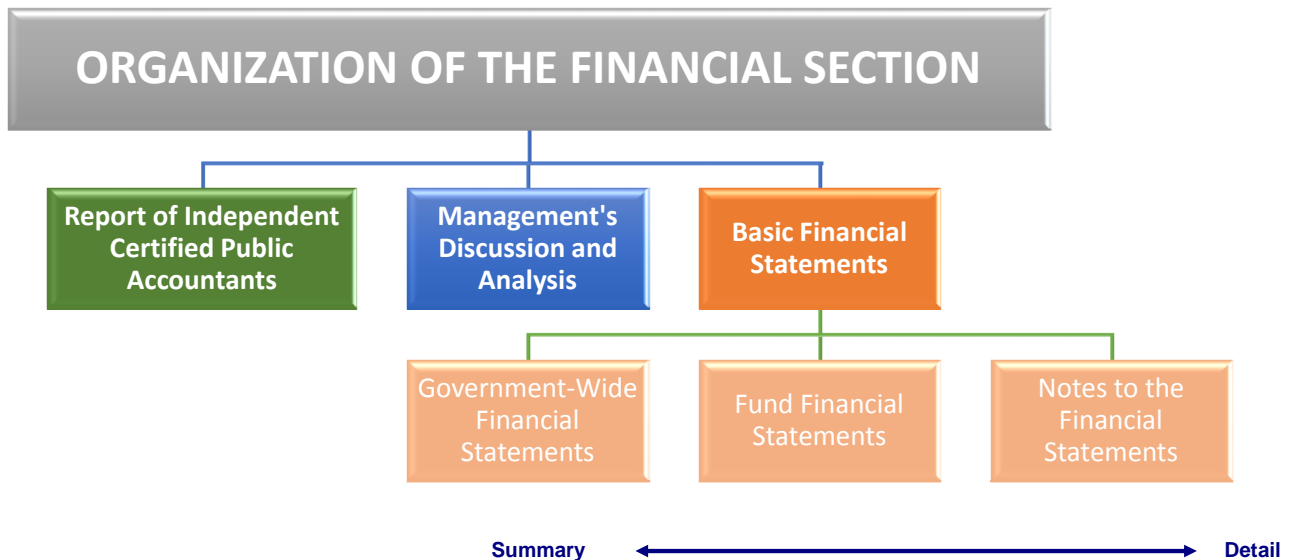 ORGANIZATION OF THE FINANCIAL SECTION
Report of Independent
Certified Public
Accountants
Management's
Discussion and
Analysis
Basic Financial
Statements
Government-Wide
Financial
Statements
Fund Financial
Statements
Notes to the
Financial
Statements
Summary
Detail